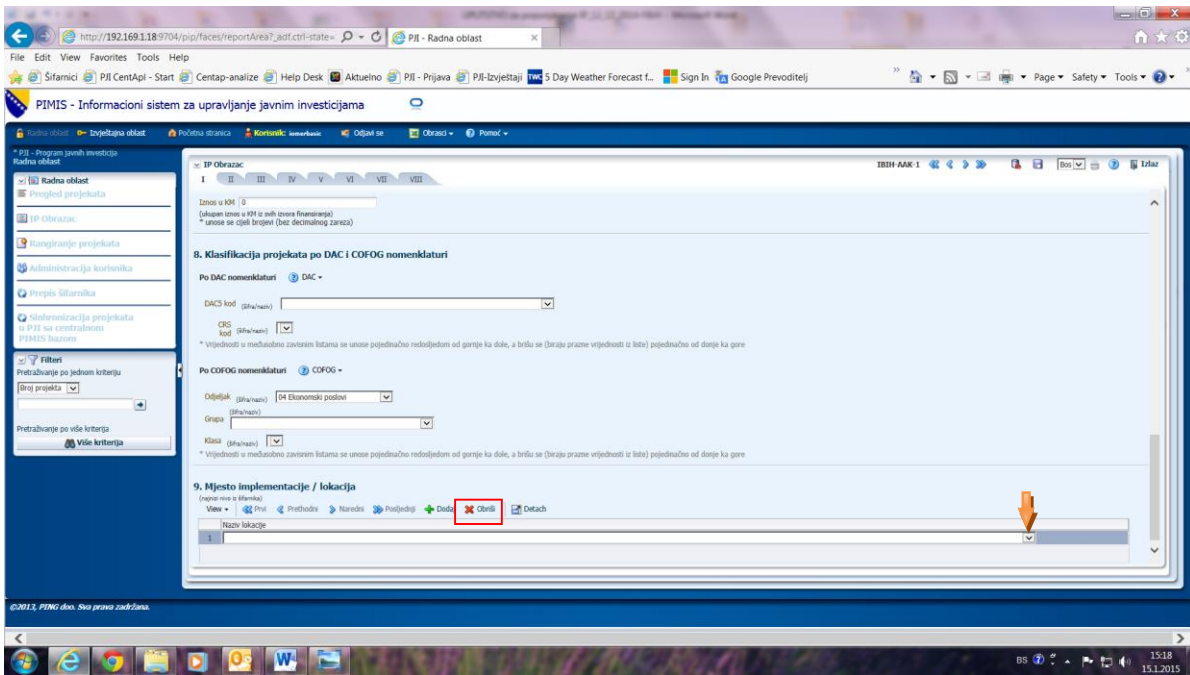 http://192.169.1.18:9704/pip/faces/reportArea?_adf.ctrl-state=
PJI - Radna oblast
File Edit View Favorites Tools Help
Šifarnici PJI CentApl - Start Centap-analize Help Desk Aktuelno PJI - Prijava PJI-Izvještaji TWC 5 Day Weather Forecast f... Sign In Google Prevoditelj
Page Safety Tools
PIMIS - Informacioni sistem za upravljanje javnim investicijama
Radna oblast Izvještajna oblast Početna stranica Korisnik: Odjavi se Obrasci Pomoć
* PJI - Program javnih investicija
Radna oblast
Radna oblast
Pregled projekata
IP Obrazac
Rangiranje projekata
Administracija korisnika
Prepis šifarnika
Sinhronizacija projekata
u PJI sa centralnom
PIMIS bazom
Filteri
Pretraživanje po jednom kriteriju
Broj projekta
Pretraživanje po više kriterija
Više kriterija
IP Obrazac
IBIH-AAK-1 Bos Izlaz
I II III IV V VI VII VIII
Iznos u KM 0
(ukupan iznos u KM iz svih izvora finansiranja)
* unose se cijeli brojevi (bez decimalnog zareza)
8. Klasifikacija projekata po DAC i COFOG nomenklaturi
Po DAC nomenklaturi DAC
DAC5 kod (šifra/naziv)
CRS
kod (šifra/naziv)
* Vrijednosti u međusobno zavisnim listama se unose pojedinačno redoslijedom od gornje ka dole, a brišu se (biraju prazne vrijednosti iz liste) pojedinačno od donje ka gore
Po COFOG nomenklaturi COFOG
Odjeljak (šifra/naziv) 04 Ekonomski poslovi
(šifra/naziv)
Grupa
Klasa (šifra/naziv)
* Vrijednosti u međusobno zavisnim listama se unose pojedinačno redoslijedom od gornje ka dole, a brišu se (biraju prazne vrijednosti iz liste) pojedinačno od donje ka gore
9. Mjesto implementacije / lokacija
(najniži nivo iz šifarnika)
View Prvi Prethodni Naredni Posljednji Dodaj Obriši Detach
Naziv lokacije
1
©2013, PING doo. Sva prava zadržana.
BS
15:18
15.1.2015